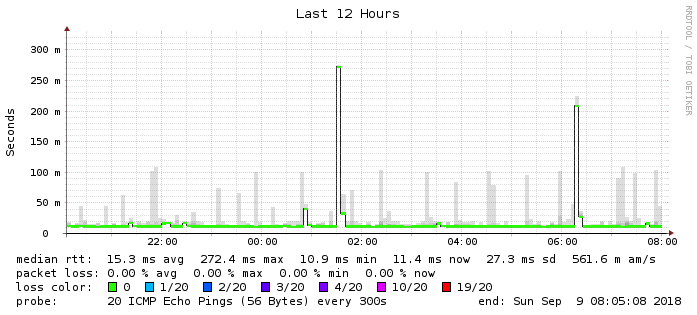 Last 12 Hours
RRDTOOL / TOBI OETIKER
Seconds
300 m
250 m
200 m
150 m
100 m
50 m
0
22:00 00:00 02:00 04:00 06:00 08:00
median rtt: 15.3 ms avg 272.4 ms max 10.9 ms min 11.4 ms now 27.3 ms sd 561.6 m am/s
packet loss: 0.00 % avg 0.00 % max 0.00 % min 0.00 % now
loss color: 0 1/20 2/20 3/20 4/20 10/20 19/20
probe: 20 ICMP Echo Pings (56 Bytes) every 300s end: Sun Sep 9 08:05:08 2018